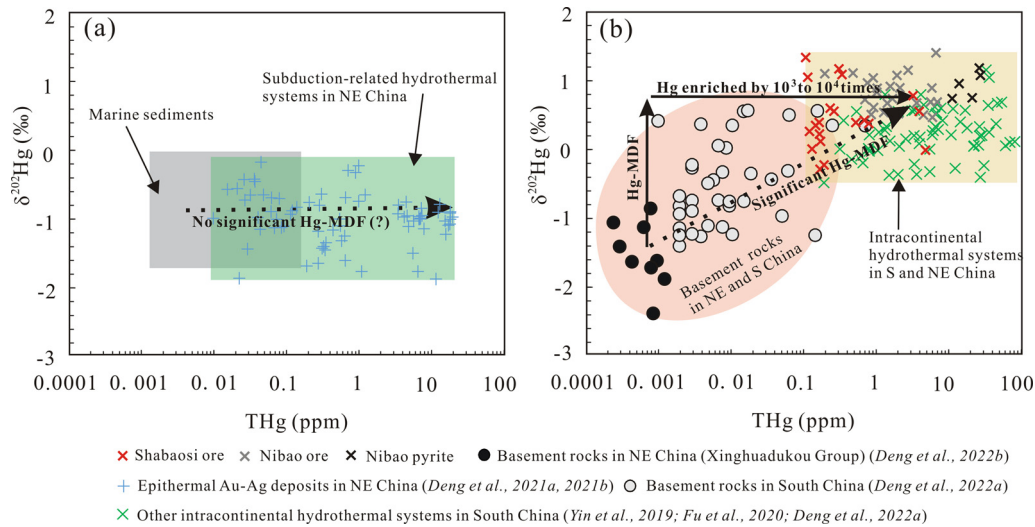 (a)
Subduction-related hydrothermal
systems in NE China
Marine sediments
No significant Hg-MDF (?)
δ²⁰²Hg (‰)
2
1
0
-1
-2
-3
0.0001 0.001 0. 01 0.1 1 10 100
THg (ppm)
(b)
Hg enriched by 10³ to 10⁴ times
Hg-MDF
Significant Hg-MDF
Basement rocks
in NE and S China
Intracontinental
hydrothermal systems
in S and NE China
δ²⁰²Hg (‰)
2
1
0
-1
-2
-3
0.0001 0.001 0. 01 0.1 1 10 100
THg (ppm)
Shabaosi ore Nibao ore Nibao pyrite Basement rocks in NE China (Xinghuadukou Group) (Deng et al., 2022b)
Epithermal Au-Ag deposits in NE China (Deng et al., 2021a, 2021b) Basement rocks in South China (Deng et al., 2022a)
Other intracontinental hydrothermal systems in South China (Yin et al., 2019; Fu et al., 2020; Deng et al., 2022a)